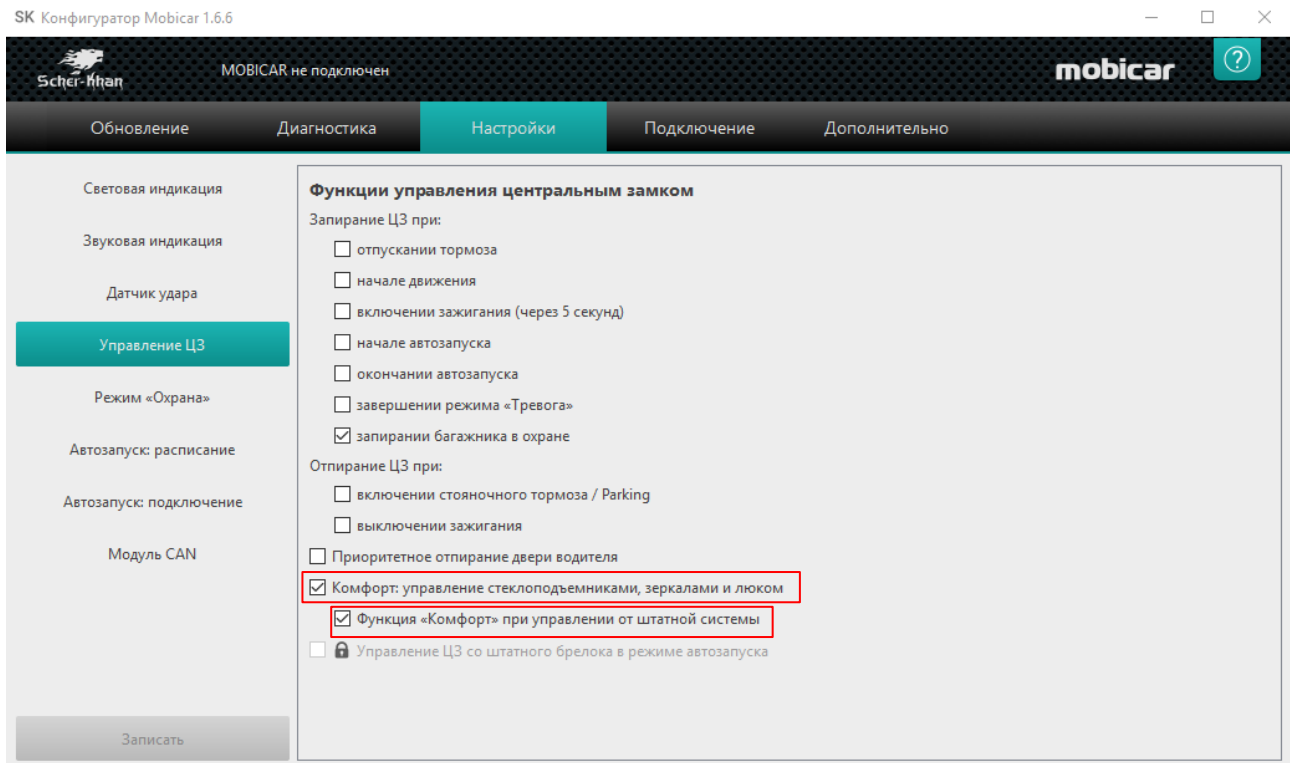 SK Конфигуратор Mobicar 1.6.6
Scher-Khan
MOBICAR не подключен
mobicar
?
Обновление Диагностика Настройки Подключение Дополнительно
Световая индикация
Звуковая индикация
Датчик удара
Управление ЦЗ
Режим «Охрана»
Автозапуск: расписание
Автозапуск: подключение
Модуль CAN
Записать
Функции управления центральным замком
Запирание ЦЗ при:
отпускании тормоза
начале движения
включении зажигания (через 5 секунд)
начале автозапуска
окончании автозапуска
завершении режима «Тревога»
запирании багажника в охране
Отпирание ЦЗ при:
включении стояночного тормоза / Parking
выключении зажигания
Приоритетное отпирание двери водителя
Комфорт: управление стеклоподъемниками, зеркалами и люком
Функция «Комфорт» при управлении от штатной системы
Управление ЦЗ со штатного брелока в режиме автозапуска